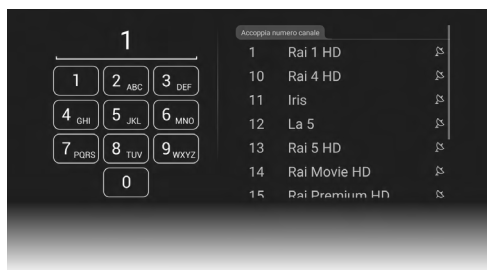 1
1
2 ABC
3 DEF
4 GHI
5 JKL
6 MNO
7 PQRS
8 TUV
9 WXYZ
0
Accoppia numero canale
1 Rai 1 HD
10 Rai 4 HD
11 Iris
12 La 5
13 Rai 5 HD
14 Rai Movie HD
15 Rai Premium HD